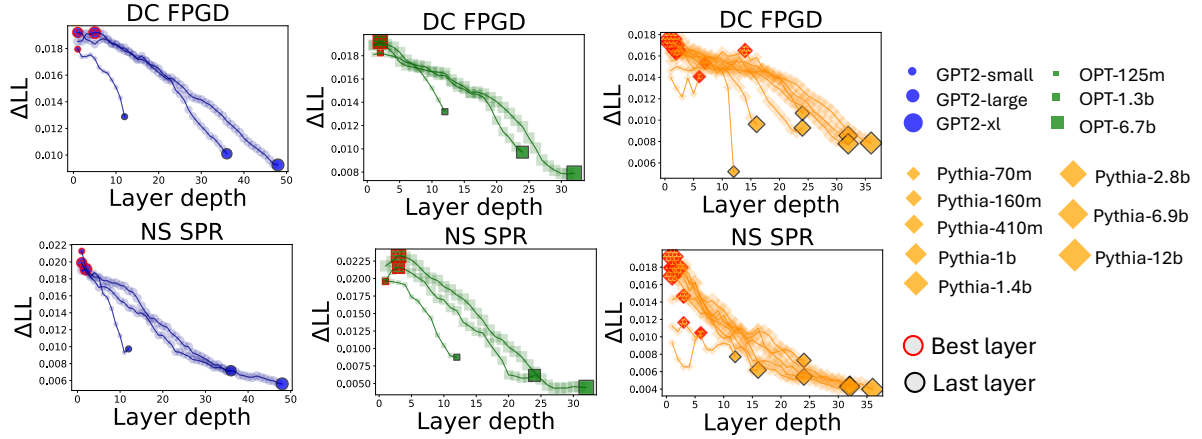 DC FPGD
DC FPGD
DC FPGD
ΔLL
0.018
0.016
0.014
0.012
0.010
0 10 20 30 40 50
Layer depth
ΔLL
0.018
0.016
0.014
0.012
0.010
0.008
0 5 10 15 20 25 30
Layer depth
ΔLL
0.018
0.016
0.014
0.012
0.010
0.008
0.006
0 5 10 15 20 25 30 35
Layer depth
NS SPR
NS SPR
NS SPR
ΔLL
0.022
0.020
0.018
0.016
0.014
0.012
0.010
0.008
0.006
0 10 20 30 40 50
Layer depth
ΔLL
0.0225
0.0200
0.0175
0.0150
0.0125
0.0100
0.0075
0.0050
0 5 10 15 20 25 30
Layer depth
ΔLL
0.018
0.016
0.014
0.012
0.010
0.008
0.006
0.004
0 5 10 15 20 25 30 35
Layer depth
GPT2-small
GPT2-large
GPT2-xl
OPT-125m
OPT-1.3b
OPT-6.7b
Pythia-70m
Pythia-160m
Pythia-410m
Pythia-1b
Pythia-1.4b
Pythia-2.8b
Pythia-6.9b
Pythia-12b
Best layer
Last layer